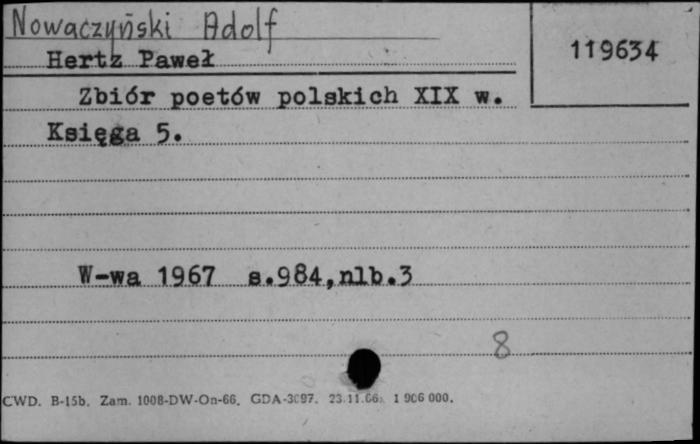 Nowaczyński Adolf
119634
Hertz Paweł
Zbiór poetów polskich XIX w.
Księga 5.
W-wa 1967 s.984,nlb.3
8
CWD. B-15b. Zam. 1008-DW-On-66. GDA-3097. 23.11.66. 1 906 000.